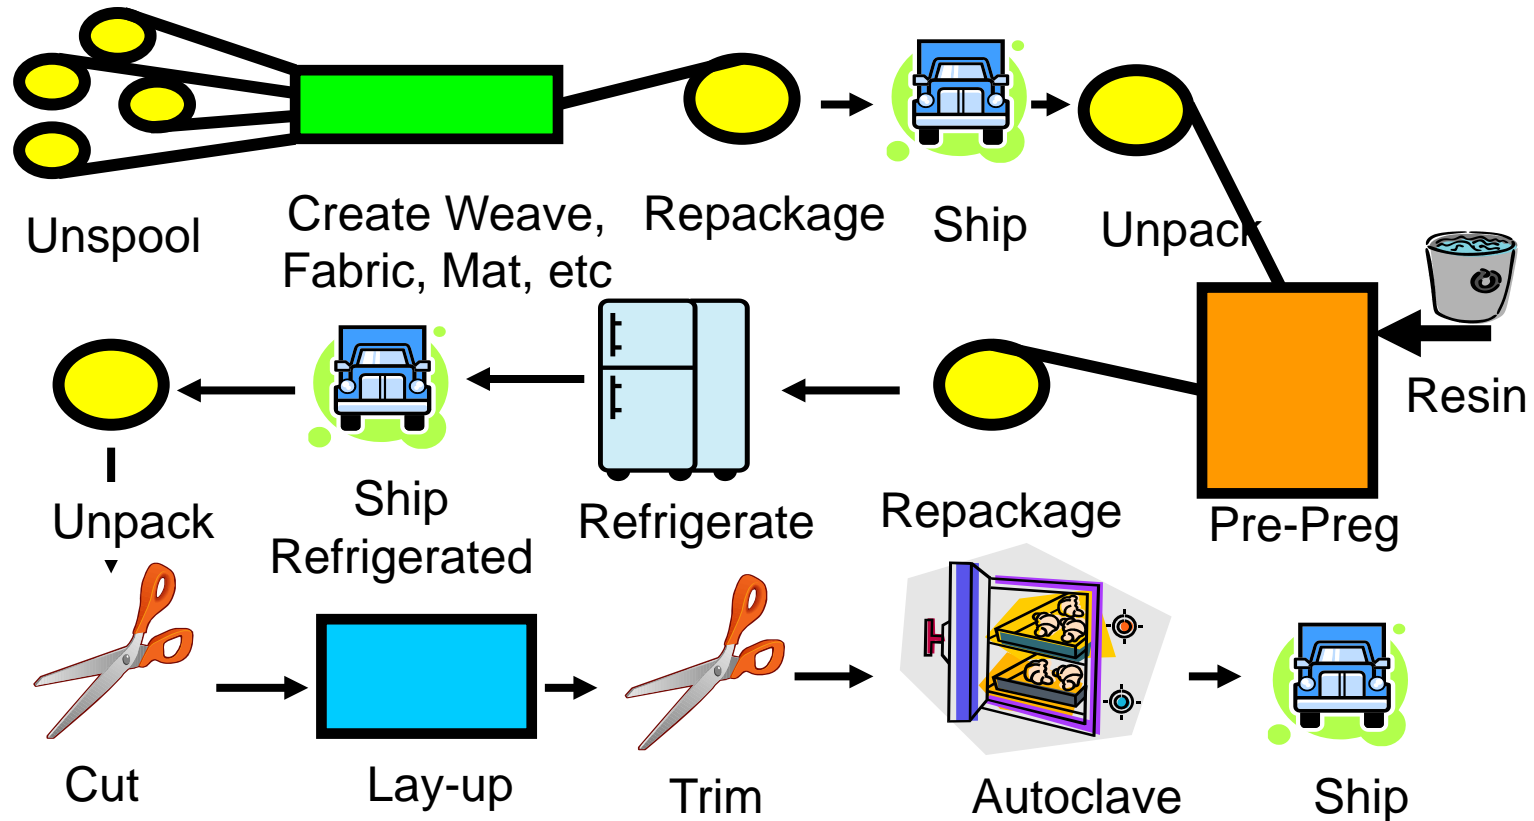 Unspool
Create Weave,
Fabric, Mat, etc
Repackage
Ship
Unpack
Resin
Pre-Preg
Repackage
Refrigerate
Ship
Refrigerated
Unpack
Cut
Lay-up
Trim
Autoclave
Ship